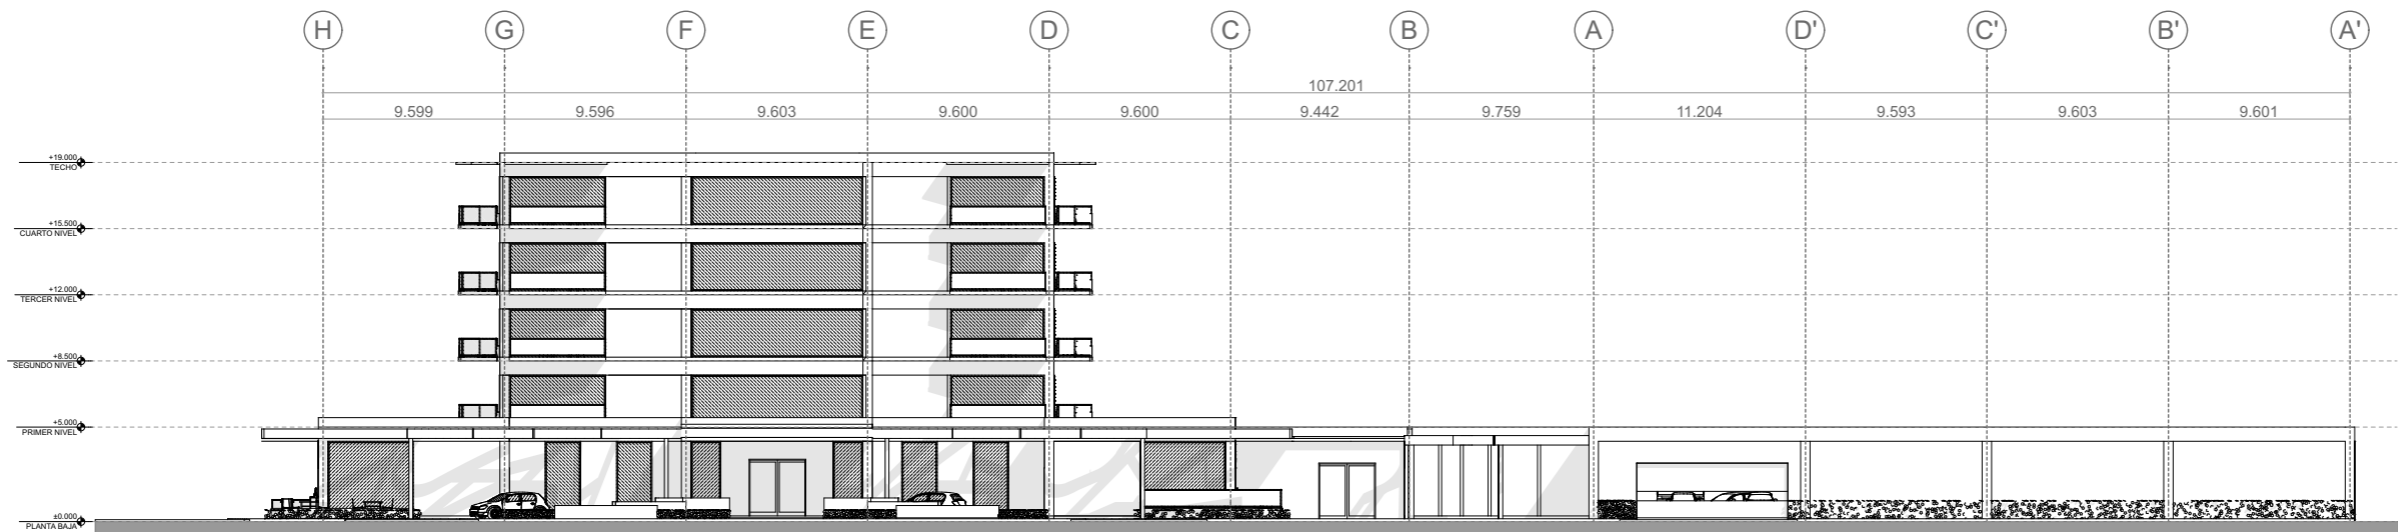 H G F E D C B A D' C' B' A'
107.201
9.599 9.596 9.603 9.600 9.600 9.442 9.759 11.204 9.593 9.603 9.601
+19.000
TECHO
+15.500
CUARTO NIVEL
+12.000
TERCER NIVEL
+8.500
SEGUNDO NIVEL
+5.000
PRIMER NIVEL
±0.000
PLANTA BAJA